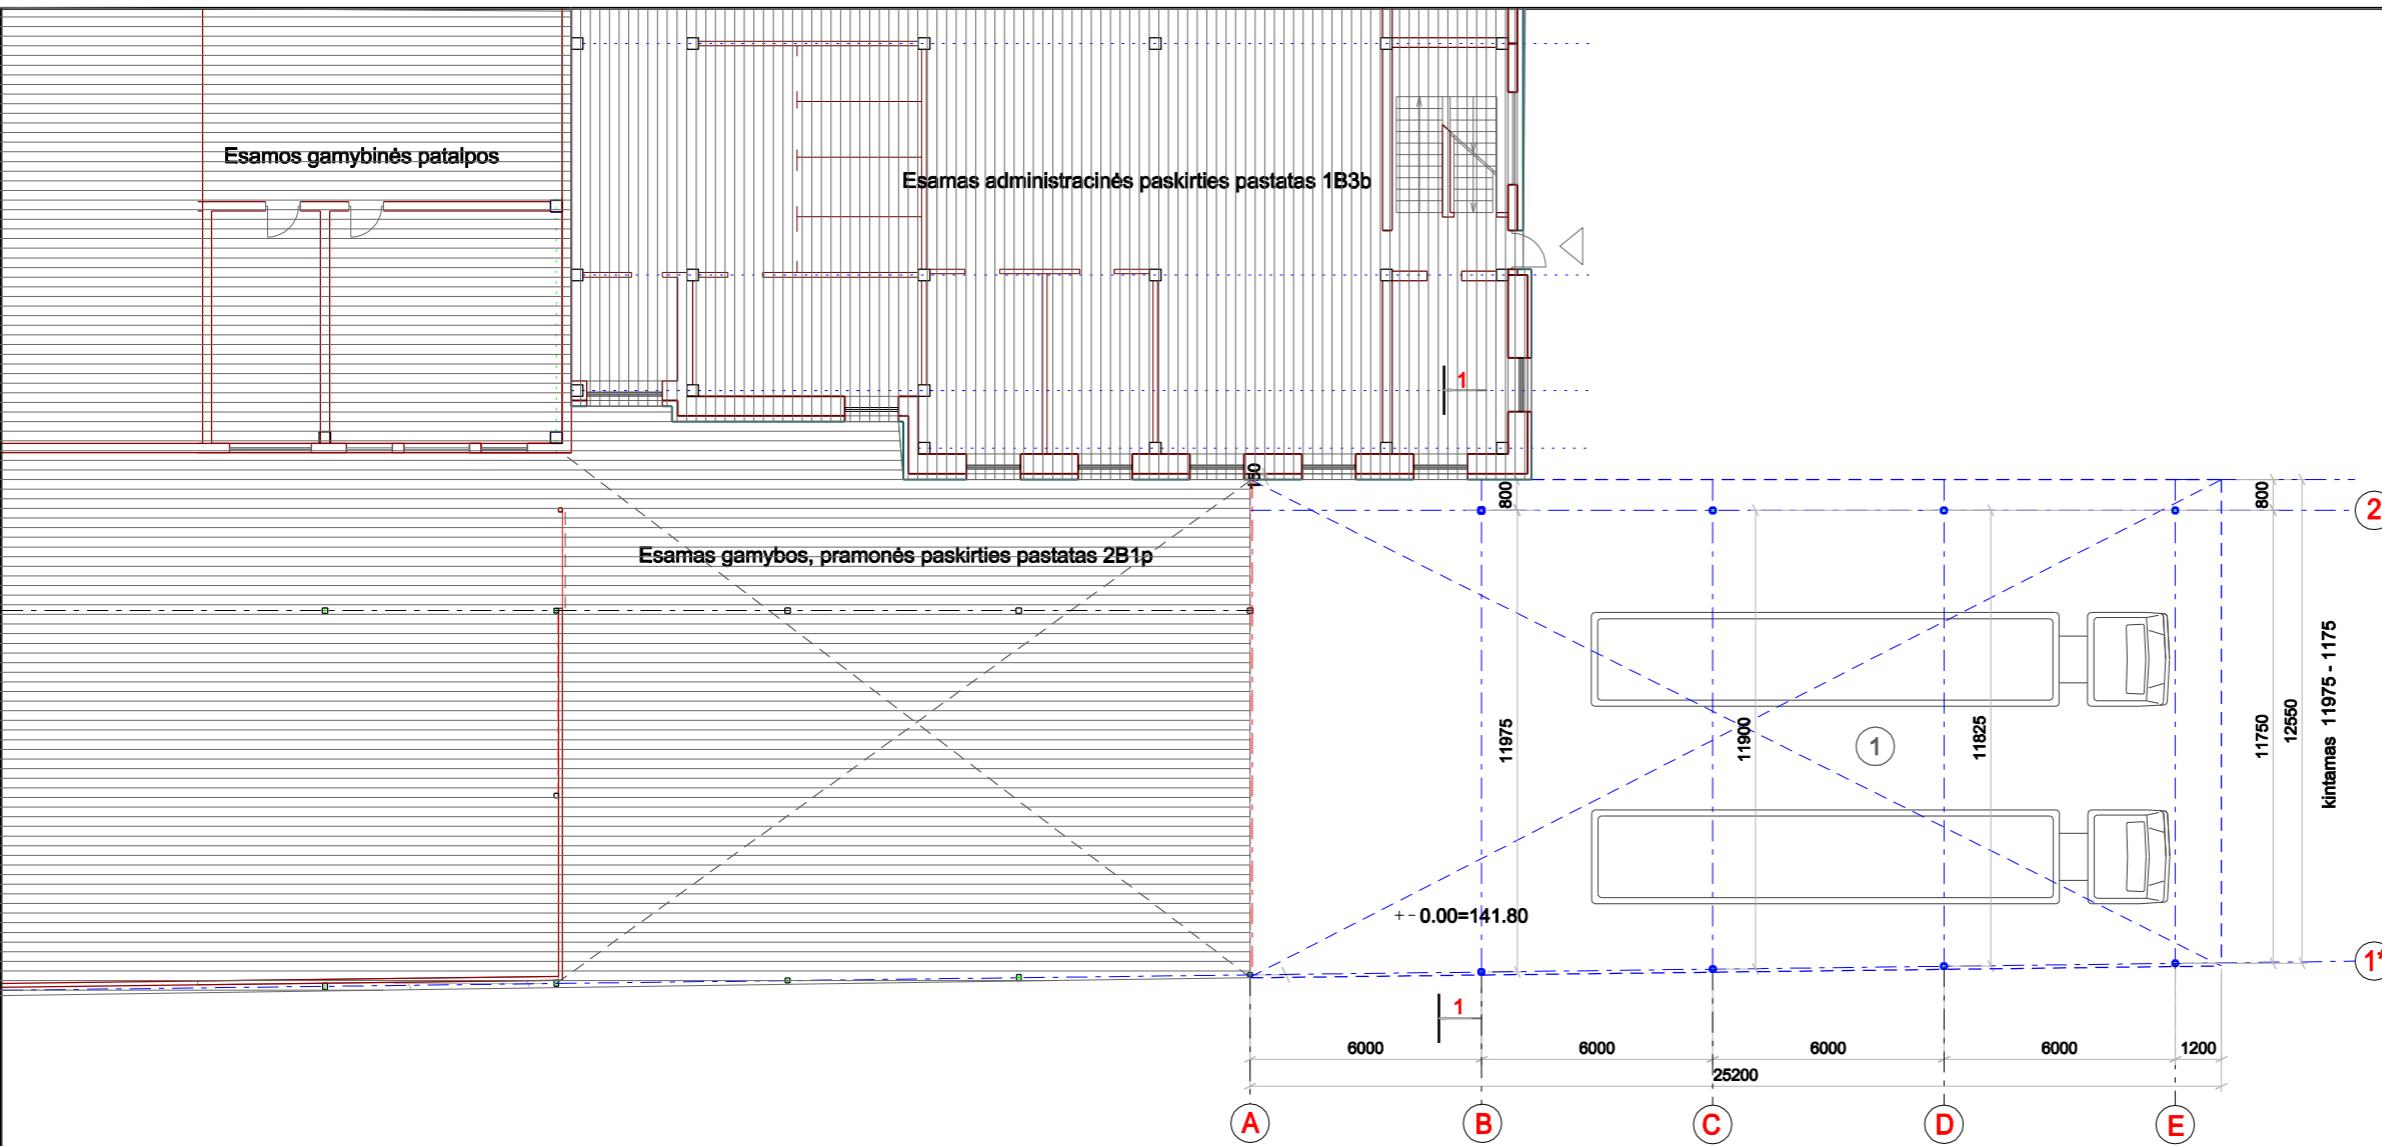 Esamos gamybinės patalpos
Esamas administracinės paskirties pastatas 1B3b
1
150
800
800
2
Esamas gamybos, pramonės paskirties pastatas 2B1p
11975
11900
11825
11750
12550
kintamas 11975 - 1175
1
+-0.00=141.80
1*
1
6000
6000
6000
6000
1200
25200
A
B
C
D
E